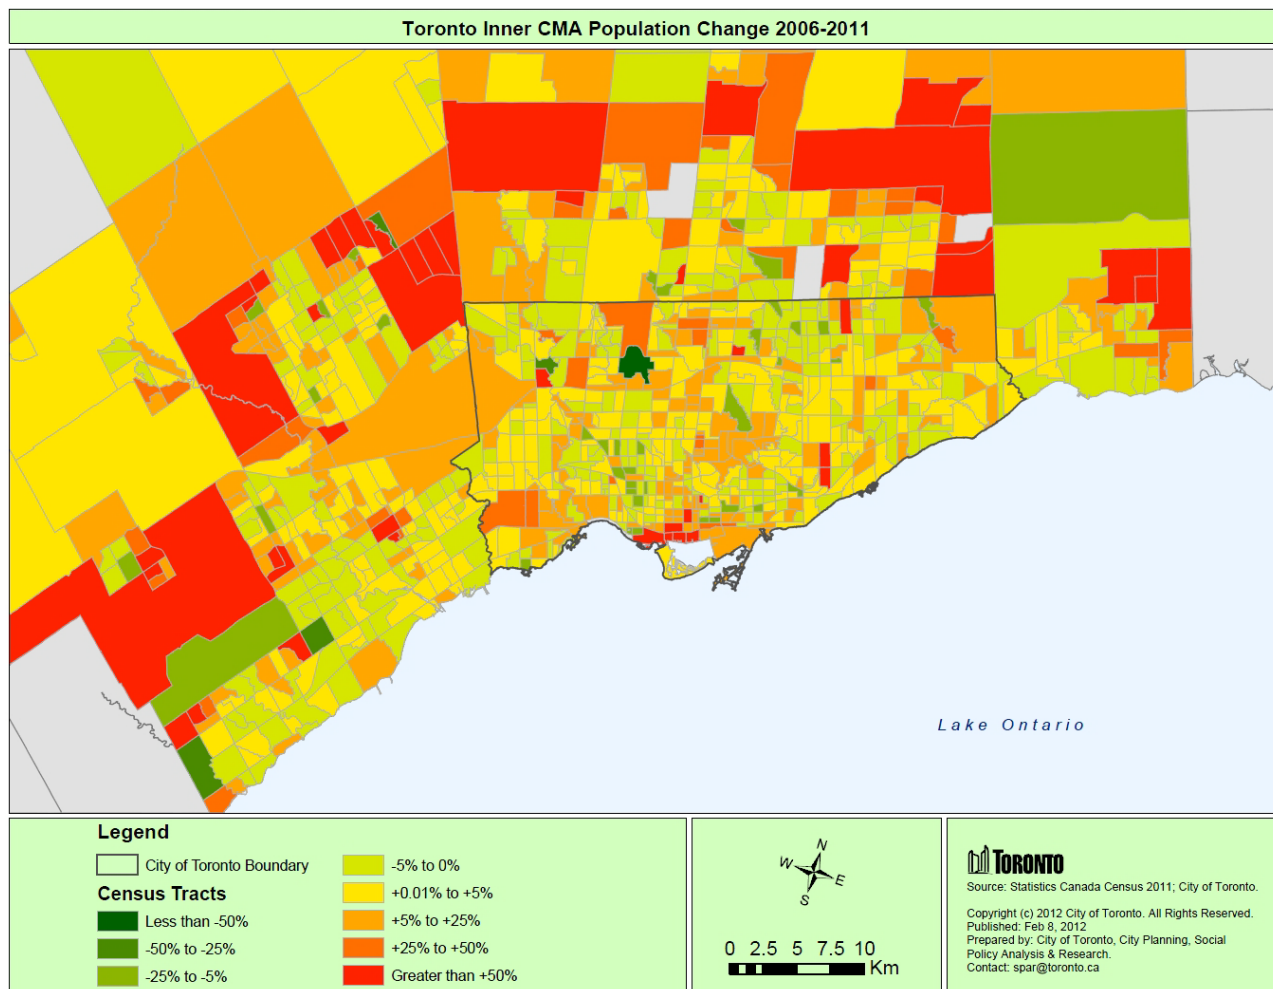 Toronto Inner CMA Population Change 2006-2011
Lake Ontario
Legend
City of Toronto Boundary
Census Tracts
Less than -50%
-50% to -25%
-25% to -5%
-5% to 0%
+0.01% to +5%
+5% to +25%
+25% to +50%
Greater than +50%
N
W
E
S
0 2.5 5 7.5 10
Km
TORONTO
Source: Statistics Canada Census 2011; City of Toronto.
Copyright (c) 2012 City of Toronto. All Rights Reserved.
Published: Feb 8, 2012
Prepared by: City of Toronto, City Planning, Social
Policy Analysis & Research.
Contact: spar@toronto.ca